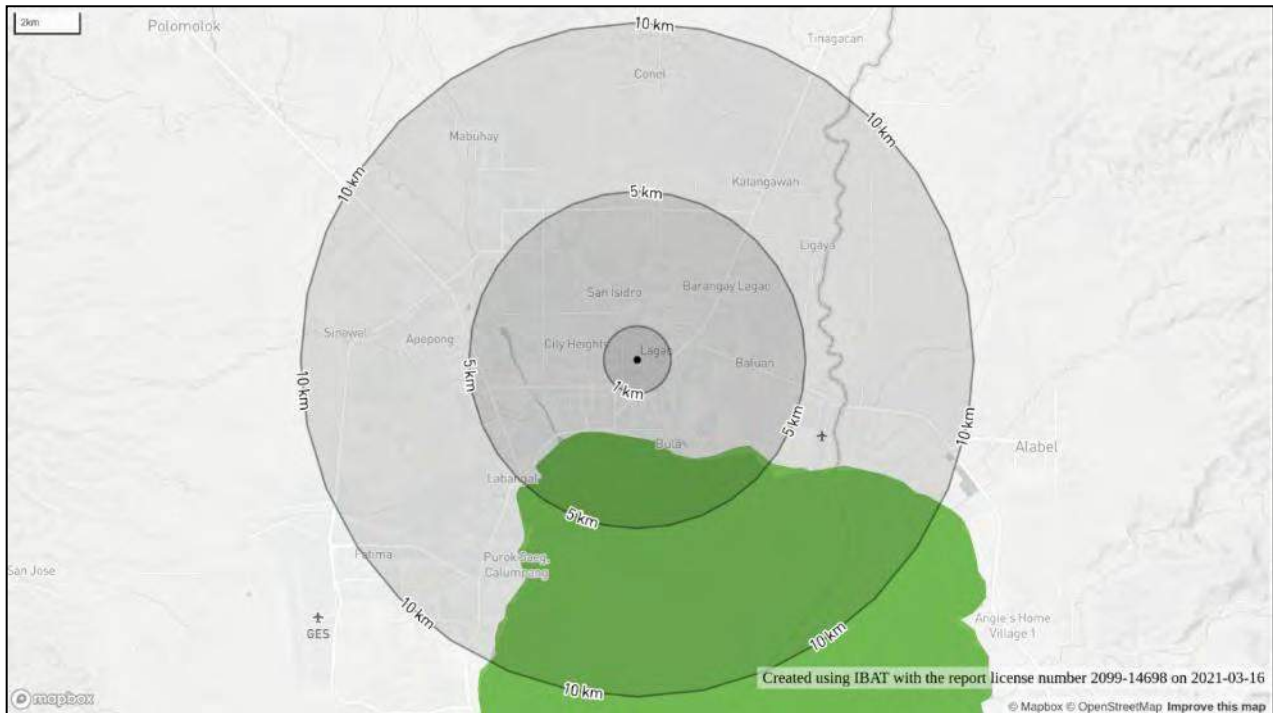 2km
Polomolok
10 km
Tinagacan
Conel
10 km
Mabuhay
10 km
Katangawan
5 km
Ligaya
San Isidro
Barangay Lagao
Sinawal
Apopong
City Heights
Lagao
Baluan
10 km
5 km
1 km
5 km
10 km
Bula
Alabel
Labangal
5 km
Fatima
Purok Saeg,
Calumpang
San Jose
10 km
GES
10 km
Angie's Home
Village 1
10 km
Created using IBAT with the report license number 2099-14698 on 2021-03-16
mapbox
© Mapbox © OpenStreetMap Improve this map